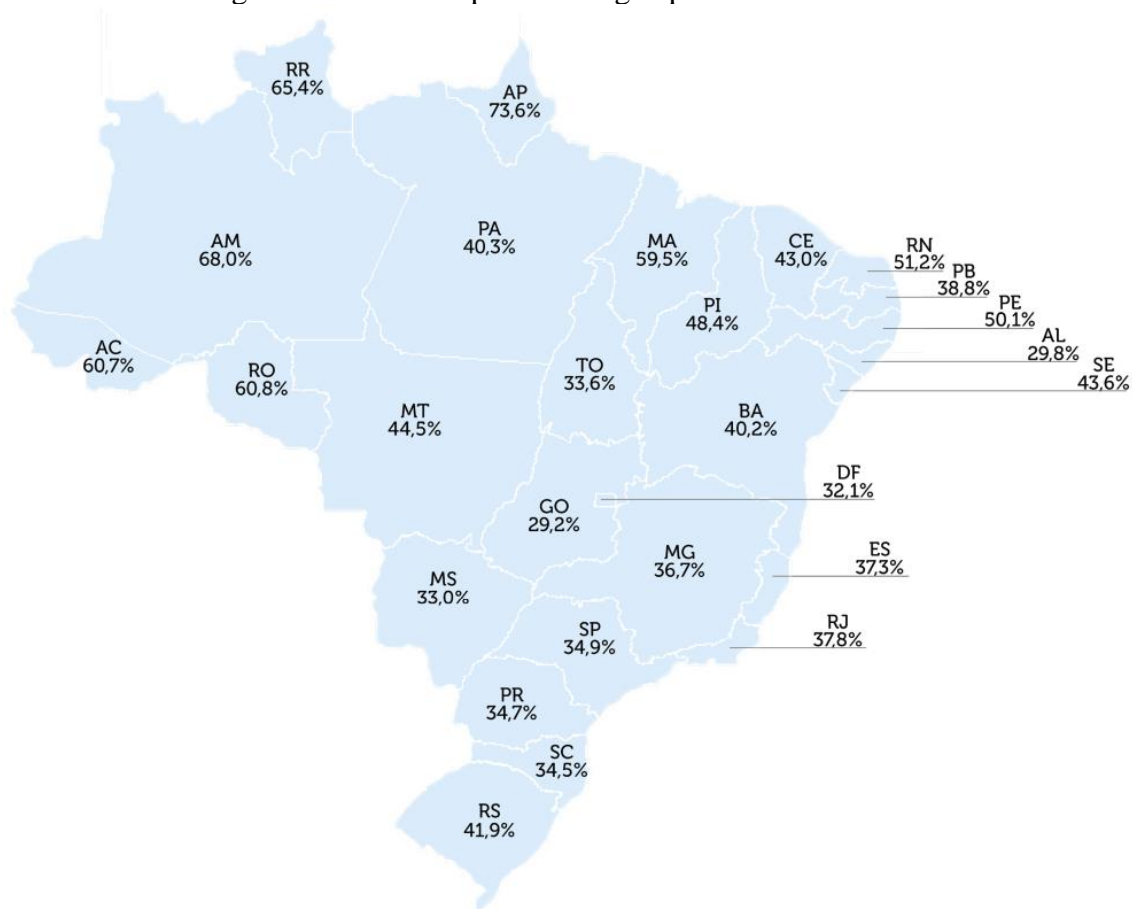 RR
65,4%
AP
73,6%
AM
68,0%
PA
40,3%
MA
59,5%
CE
43,0%
RN
51,2%
PB
38,8%
PI
48,4%
PE
50,1%
AL
29,8%
SE
43,6%
AC
60,7%
RO
60,8%
TO
33,6%
MT
44,5%
BA
40,2%
DF
32,1%
GO
29,2%
MG
36,7%
ES
37,3%
MS
33,0%
SP
34,9%
RJ
37,8%
PR
34,7%
SC
34,5%
RS
41,9%